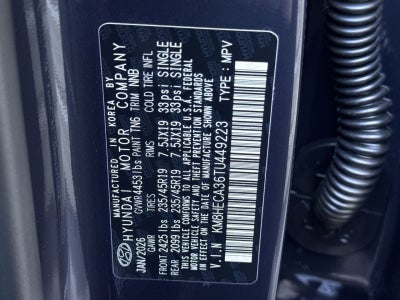 MANUFACTURED IN KOREA BY
HYUNDAI MOTOR COMPANY
JAN/2026 GVWR 4453 lbs PAINT TN6 TRIM NNB
GAWR TIRES RIMS COLD TIRE INFL
FRONT 2425 lbs 235/45R19 7.5JX19 33psi SINGLE
REAR 2099 lbs 235/45R19 7.5JX19 33psi SINGLE
THIS VEHICLE CONFORMS TO ALL APPLICABLE U.S.A. FEDERAL
MOTOR VEHICLE SAFETY, BUMPER, AND THEFT PREVENTION
STANDARDS IN EFFECT ON THE DATE OF MANUFACTURE SHOWN ABOVE.
KM8HECA36TU449223
V.I.N TYPE : MPV